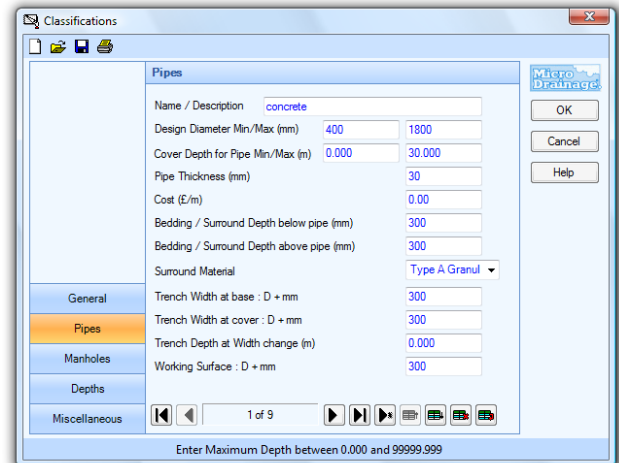 Classifications
Pipes
Micro Drainage
Name / Description concrete
OK
Design Diameter Min/Max (mm) 400 1800
Cover Depth for Pipe Min/Max (m) 0.000 30.000
Cancel
Pipe Thickness (mm) 30
Help
Cost (£/m) 0.00
Bedding / Surround Depth below pipe (mm) 300
Bedding / Surround Depth above pipe (mm) 300
Surround Material Type A Granul
General
Trench Width at base : D + mm 300
Pipes
Trench Width at cover : D + mm 300
Trench Depth at Width change (m) 0.000
Manholes
Working Surface : D + mm 300
Depths
Miscellaneous
1 of 9
Enter Maximum Depth between 0.000 and 99999.999